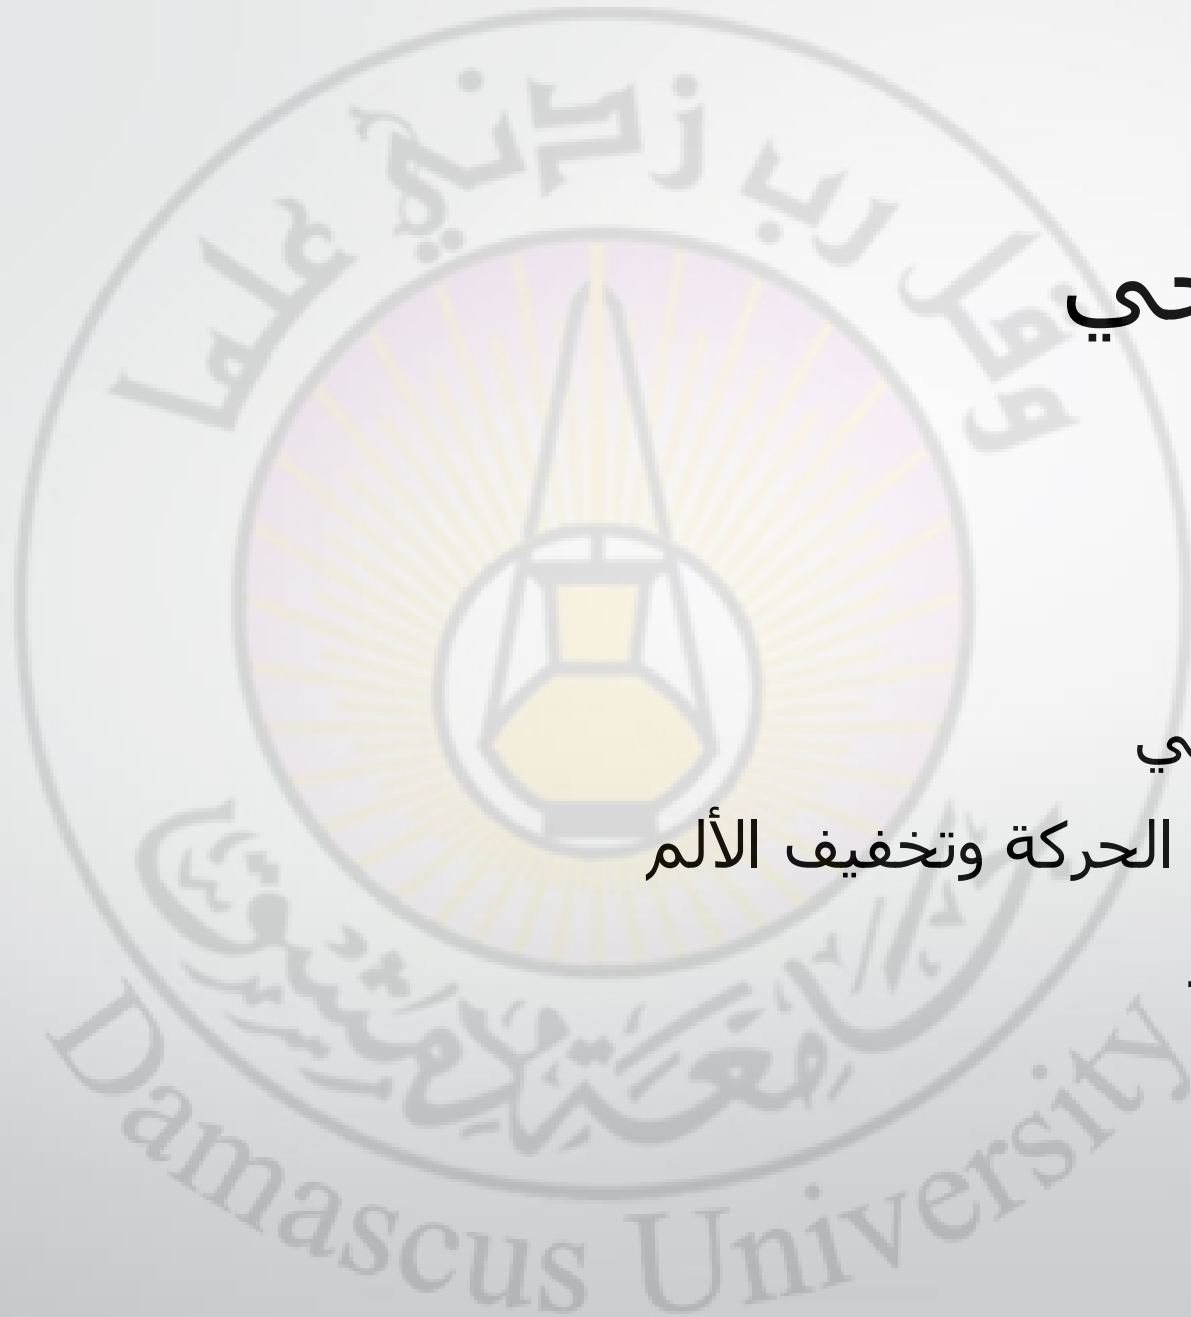 وقل رب زدني علما
الحركة وتخفيف الألم
جامعة دمشق
Damascus University